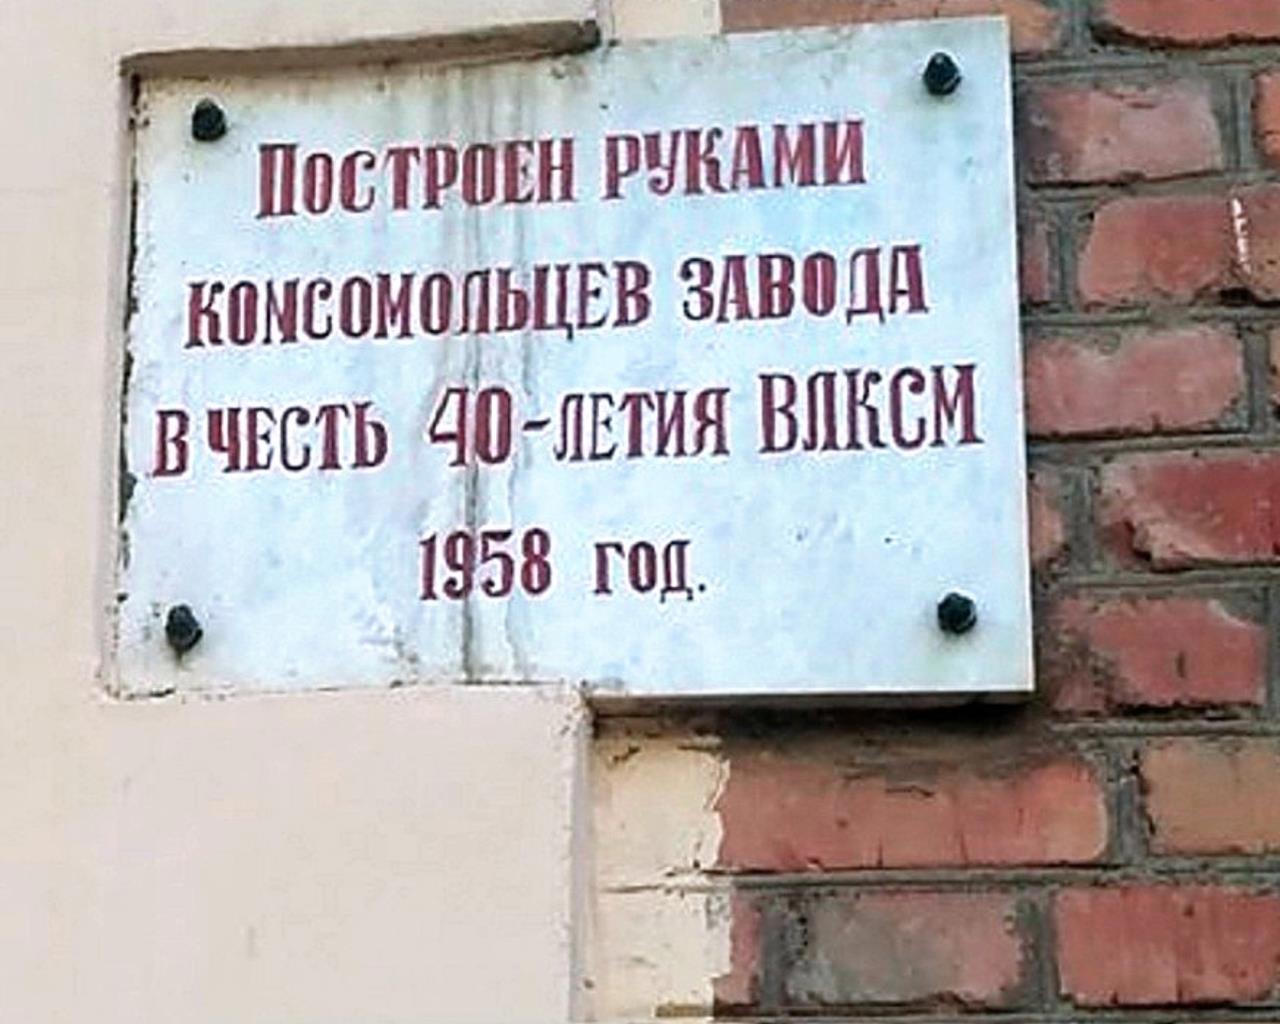 Построен руками
комсомольцев завода
в честь 40-летия ВЛКСМ
1958 год.